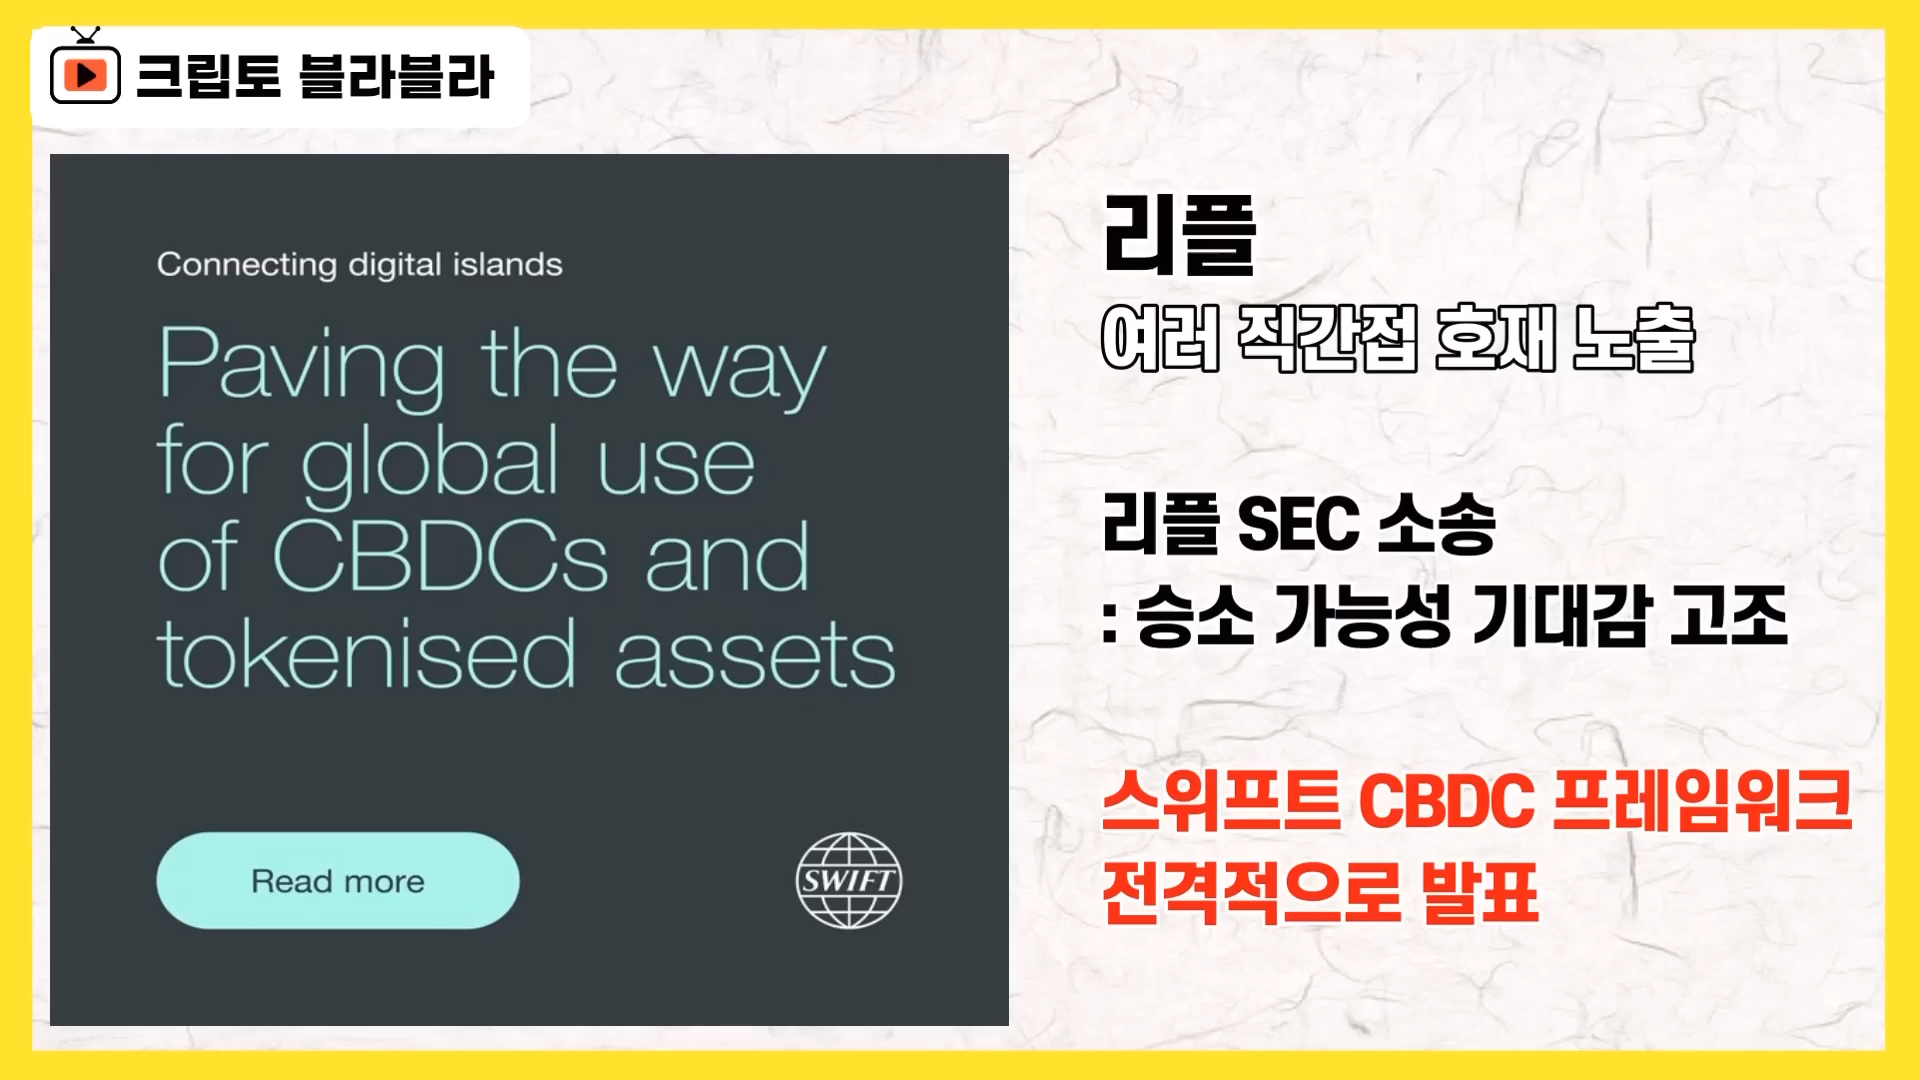 크립토 블라블라
Connecting digital islands
Paving the way
for global use
of CBDCs and
tokenised assets
Read more
SWIFT
리플
여러 직간접 호재 노출
리플 SEC 소송
: 승소 가능성 기대감 고조
스위프트 CBDC 프레임워크
전격적으로 발표